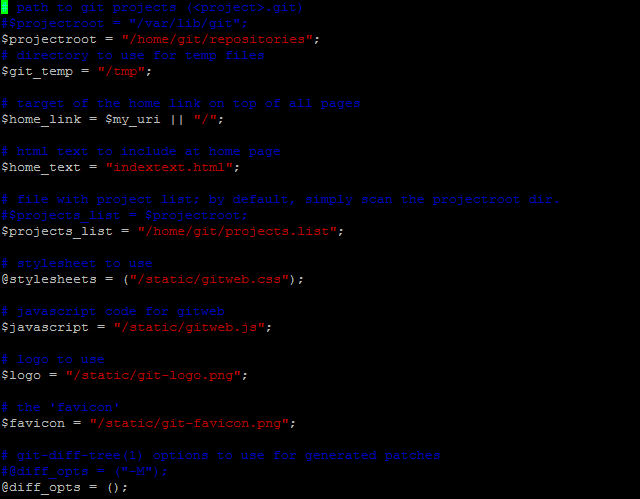 # path to git projects (<project>.git)
#$projectroot = "/var/lib/git";
$projectroot = "/home/git/repositories";
# directory to use for temp files
$git_temp = "/tmp";
# target of the home link on top of all pages
$home_link = $my_uri || "/";
# html text to include at home page
$home_text = "indextext.html";
# file with project list; by default, simply scan the projectroot dir.
#$projects_list = $projectroot;
$projects_list = "/home/git/projects.list";
# stylesheet to use
@stylesheets = ("/static/gitweb.css");
# javascript code for gitweb
$javascript = "/static/gitweb.js";
# logo to use
$logo = "/static/git-logo.png";
# the 'favicon'
$favicon = "/static/git-favicon.png";
# git-diff-tree(1) options to use for generated patches
#@diff_opts = ("-M");
@diff_opts = ();